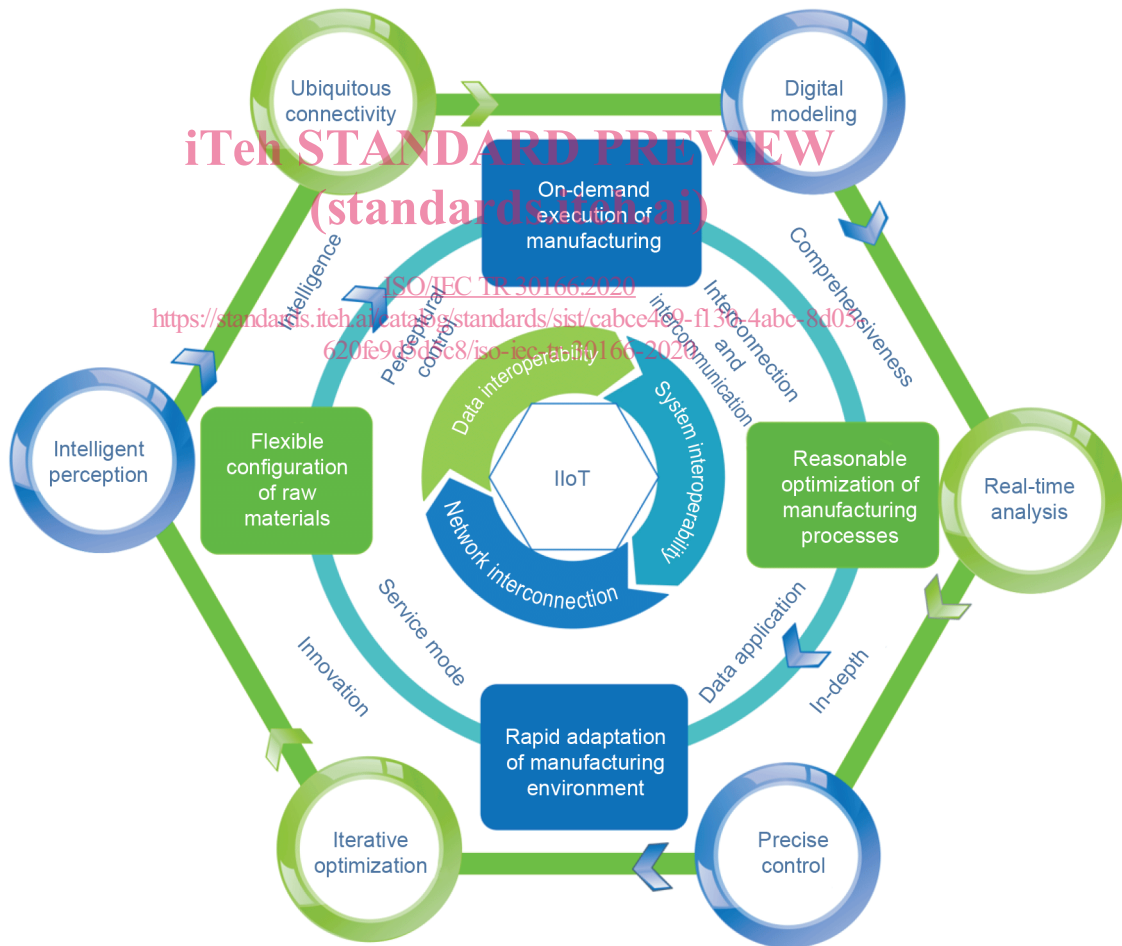 Ubiquitous
connectivity
Digital
modeling
iTeh STANDARD PREVIEW
(standards.iteh.ai)
On-demand
execution of
manufacturing
Intelligence
Comprehensiveness
ISO/IEC TR 30166:2020
Perceptural
control
Interconnection
and
intercommunication
Data interoperability
System interoperability
Network interconnection
IIoT
Intelligent
perception
Flexible
configuration
of raw
materials
Reasonable
optimization of
manufacturing
processes
Real-time
analysis
Service mode
Data application
Innovation
In-depth
Rapid adaptation
of manufacturing
environment
Iterative
optimization
Precise
control